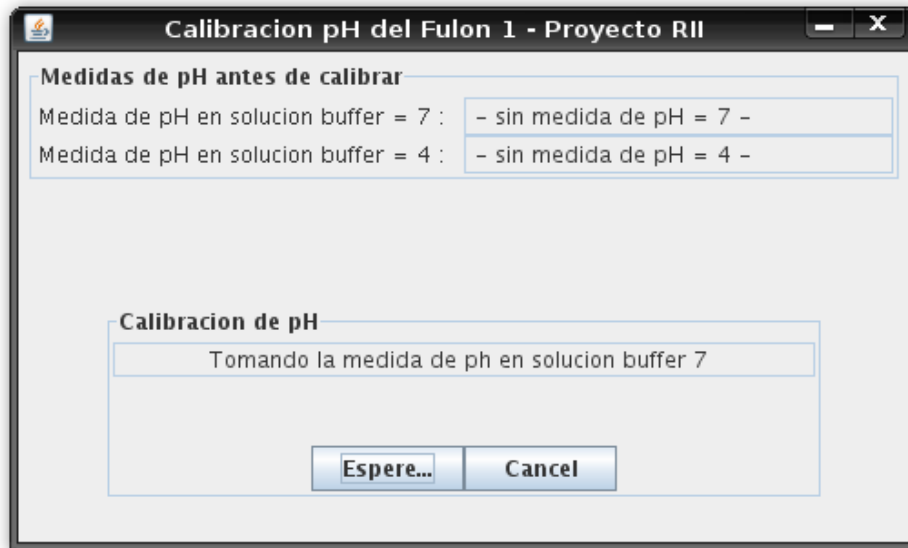 Calibracion pH del Fulon 1 - Proyecto RII
Medidas de pH antes de calibrar
Medida de pH en solucion buffer = 7 : - sin medida de pH = 7 -
Medida de pH en solucion buffer = 4 : - sin medida de pH = 4 -
Calibracion de pH
Tomando la medida de ph en solucion buffer 7
Espere... Cancel